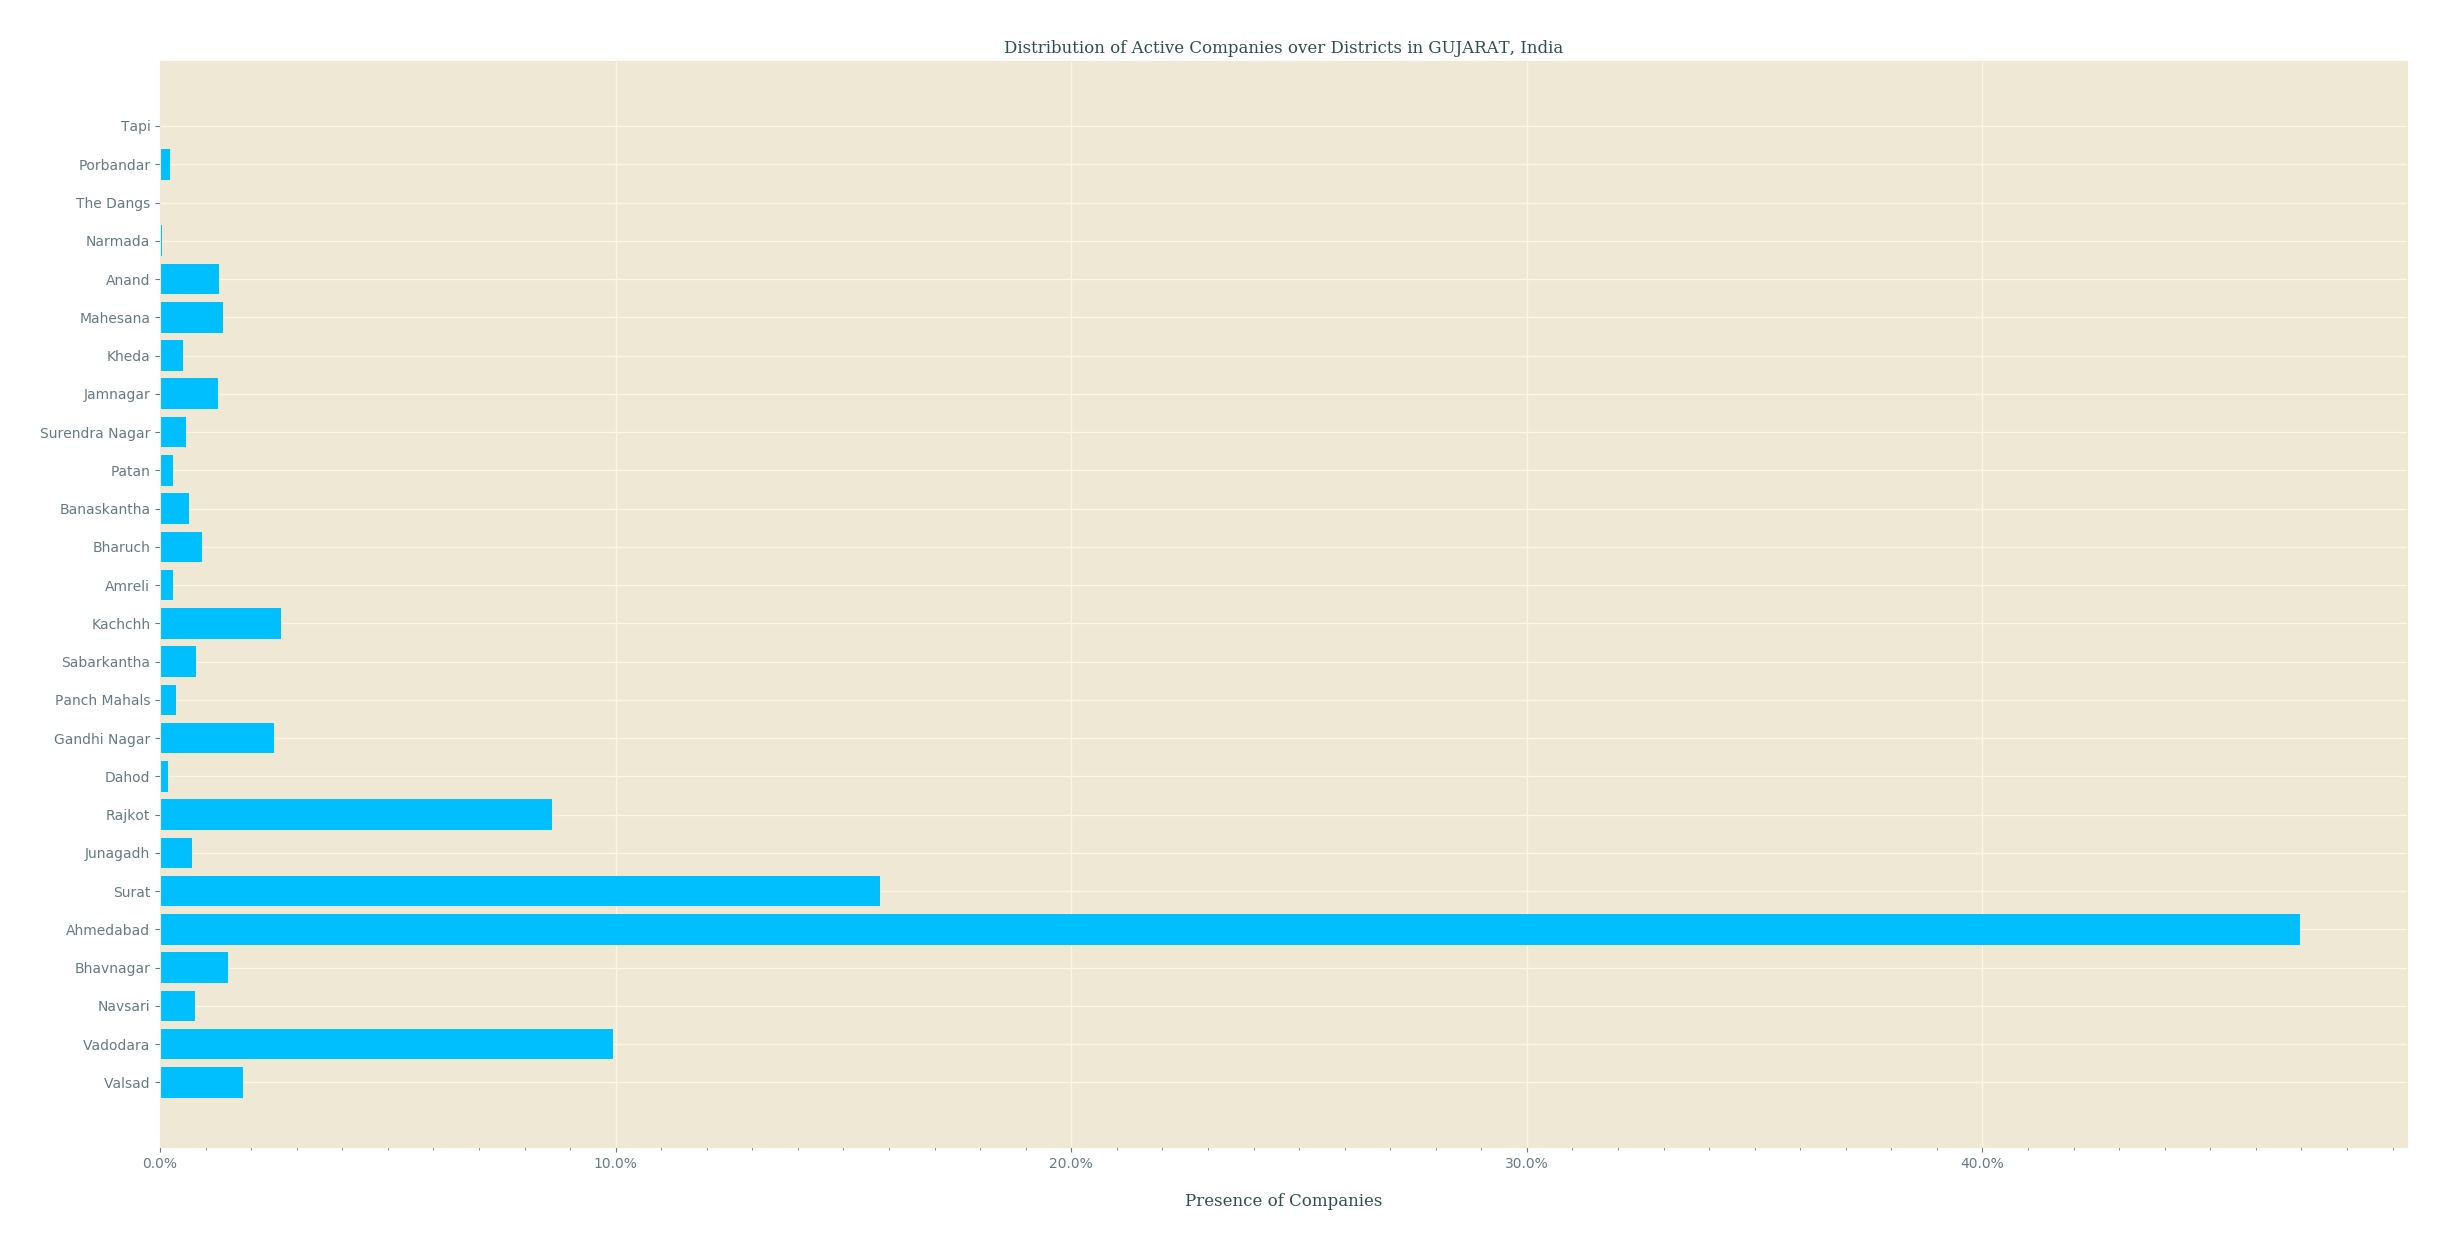 Distribution of Active Companies over Districts in GUJARAT, India
Tapi
Porbandar
The Dangs
Narmada
Anand
Mahesana
Kheda
Jamnagar
Surendra Nagar
Patan
Banaskantha
Bharuch
Amreli
Kachchh
Sabarkantha
Panch Mahals
Gandhi Nagar
Dahod
Rajkot
Junagadh
Surat
Ahmedabad
Bhavnagar
Navsari
Vadodara
Valsad
0.0% 10.0% 20.0% 30.0% 40.0%
Presence of Companies